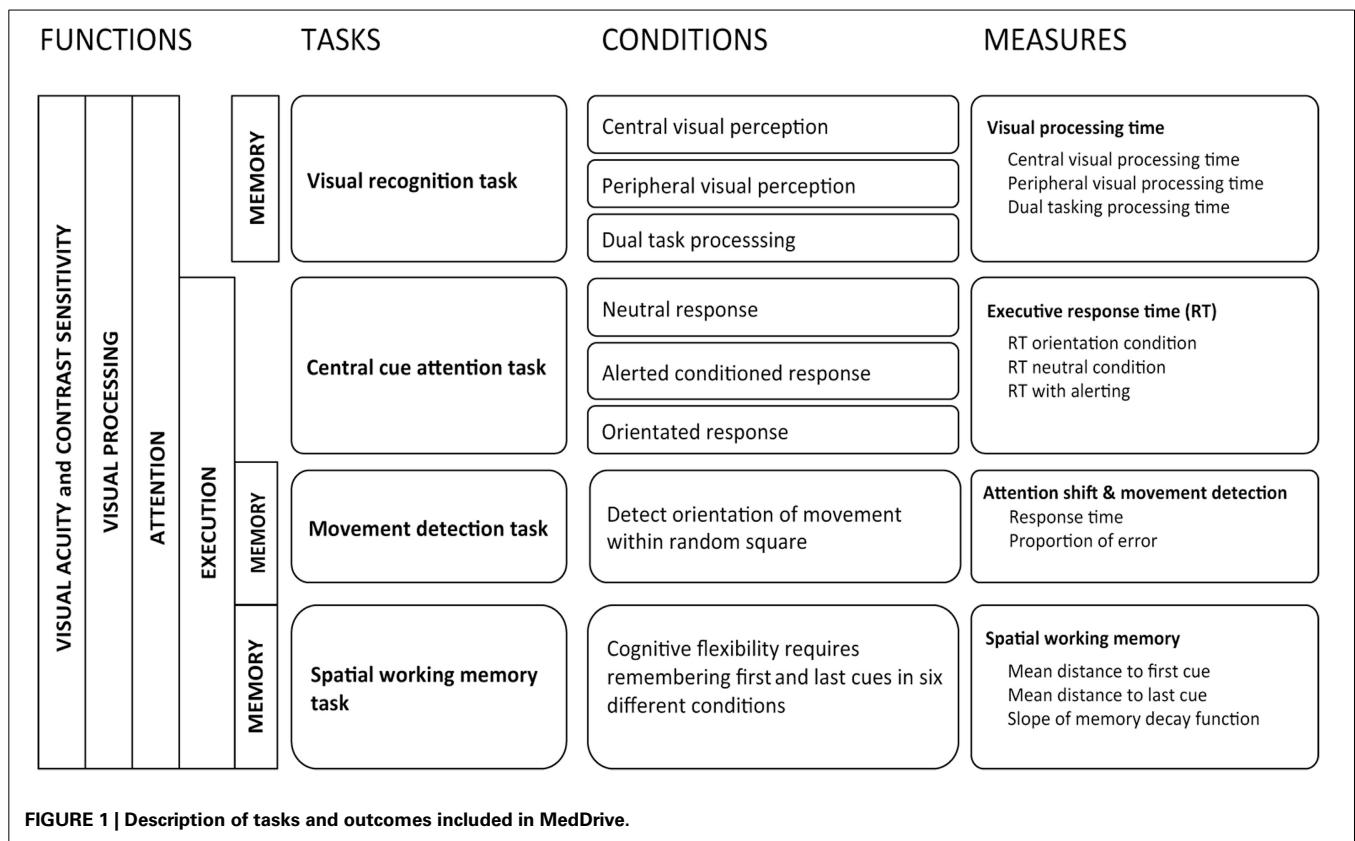 FUNCTIONS TASKS CONDITIONS MEASURES
VISUAL ACUITY and CONTRAST SENSITIVITY
VISUAL PROCESSING
ATTENTION
EXECUTION
MEMORY
Visual recognition task
Central visual perception
Peripheral visual perception
Dual task processsing
Visual processing time
Central visual processing time
Peripheral visual processing time
Dual tasking processing time
Central cue attention task
Neutral response
Alerted conditioned response
Orientated response
Executive response time (RT)
RT orientation condition
RT neutral condition
RT with alerting
MEMORY
Movement detection task
Detect orientation of movement
within random square
Attention shift & movement detection
Response time
Proportion of error
MEMORY
Spatial working memory
task
Cognitive flexibility requires
remembering first and last cues in six
different conditions
Spatial working memory
Mean distance to first cue
Mean distance to last cue
Slope of memory decay function
FIGURE 1 | Description of tasks and outcomes included in MedDrive.